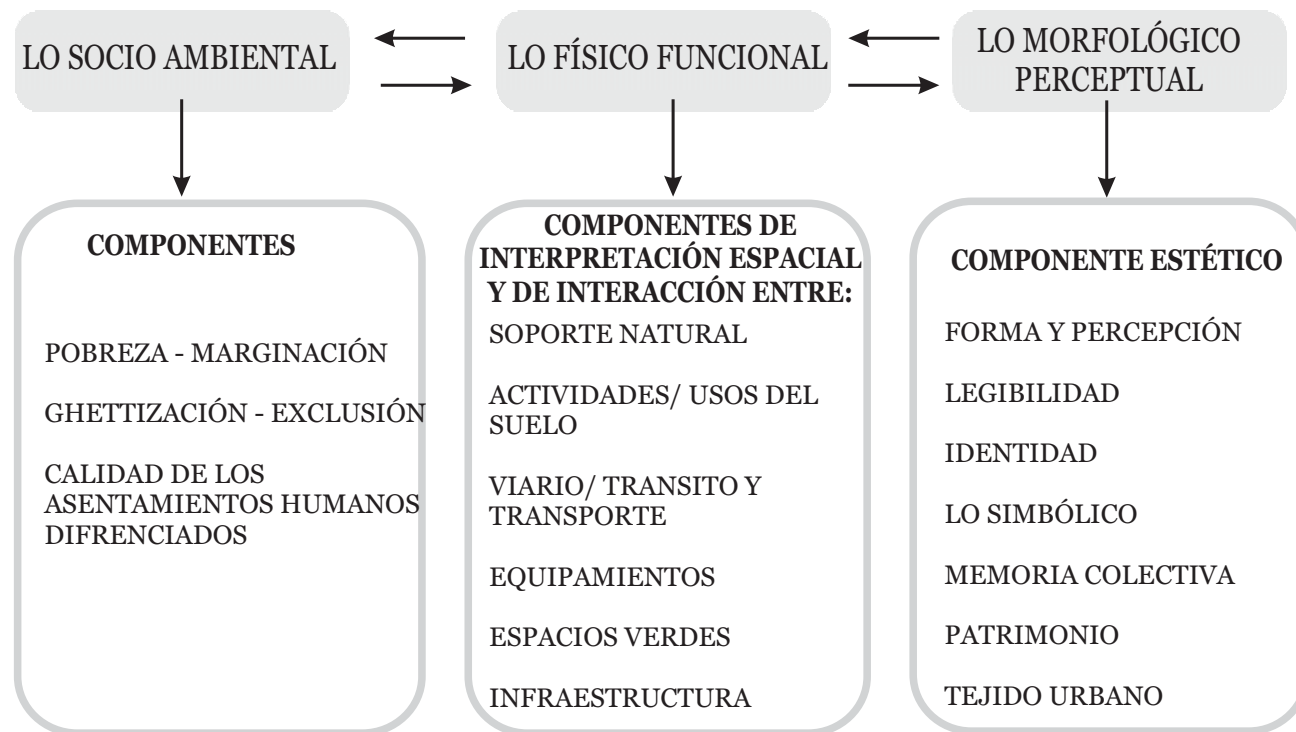 LO SOCIO AMBIENTAL
LO FÍSICO FUNCIONAL
LO MORFOLÓGICO
PERCEPTUAL
COMPONENTES
POBREZA - MARGINACIÓN
GHETTIZACIÓN - EXCLUSIÓN
CALIDAD DE LOS
ASENTAMIENTOS HUMANOS
DIFRENCIADOS
COMPONENTES DE
INTERPRETACIÓN ESPACIAL
Y DE INTERACCIÓN ENTRE:
SOPORTE NATURAL
ACTIVIDADES/ USOS DEL
SUELO
VIARIO/ TRANSITO Y
TRANSPORTE
EQUIPAMIENTOS
ESPACIOS VERDES
INFRAESTRUCTURA
COMPONENTE ESTÉTICO
FORMA Y PERCEPCIÓN
LEGIBILIDAD
IDENTIDAD
LO SIMBÓLICO
MEMORIA COLECTIVA
PATRIMONIO
TEJIDO URBANO